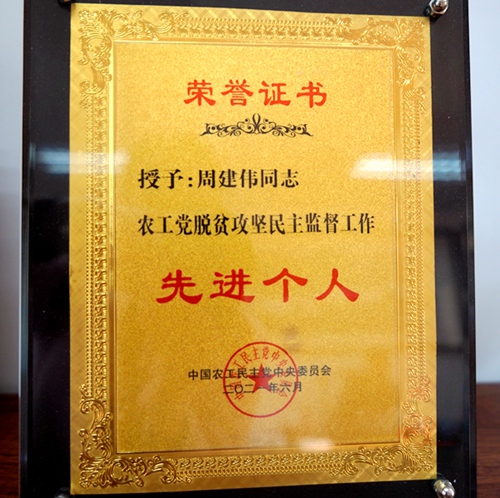 荣誉证书
授予:周建伟同志
农工党脱贫攻坚民主监督工作
先进个人
中国农工民主党中央委员会
二〇二一年六月